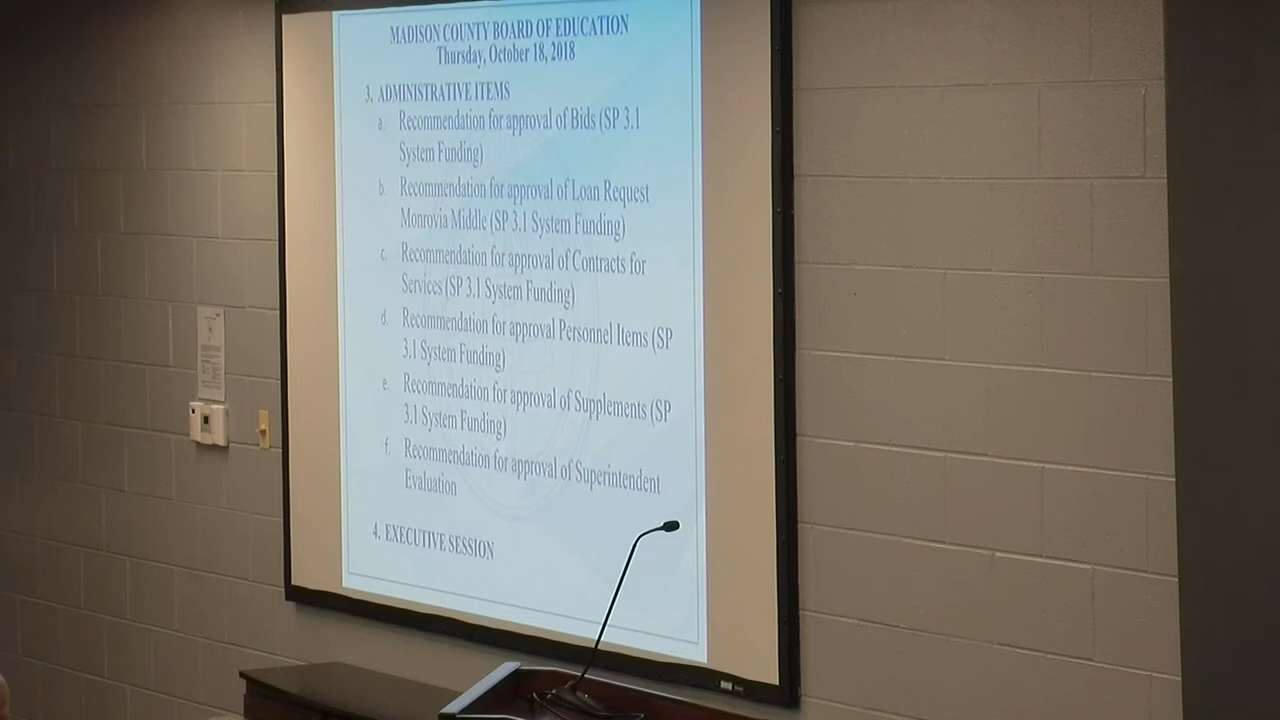 MADISON COUNTY BOARD OF EDUCATION
Thursday, October 18, 2018
3. ADMINISTRATIVE ITEMS
a. Recommendation for approval of Bids (SP 3.1
System Funding)
b. Recommendation for approval of Loan Request
Monrovia Middle (SP 3.1 System Funding)
c. Recommendation for approval of Contracts for
Services (SP 3.1 System Funding)
d. Recommendation for approval Personnel Items (SP
3.1 System Funding)
e. Recommendation for approval of Supplements (SP
3.1 System Funding)
f. Recommendation for approval of Superintendent
Evaluation
4. EXECUTIVE SESSION